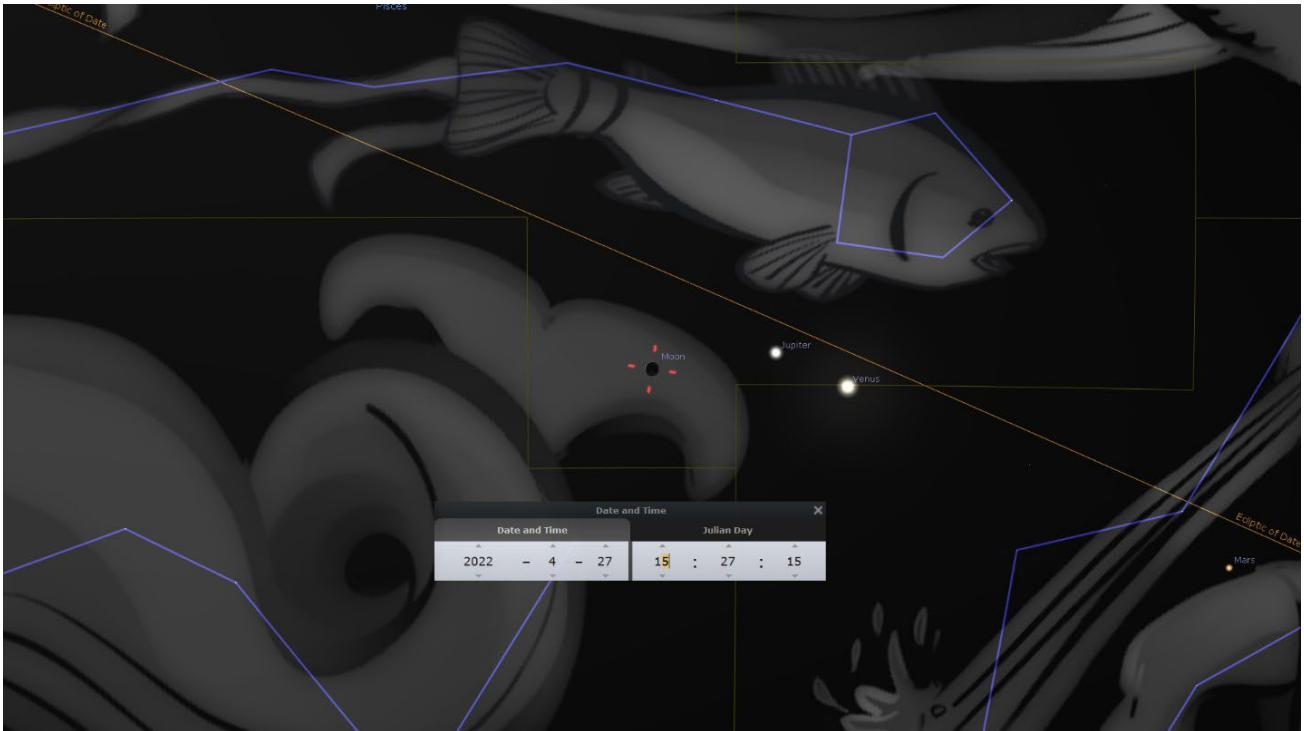 Pisces
Ecliptic of Date
Moon
Jupiter
Venus
Date and Time
Date and Time
Julian Day
2022 - 4 - 27
15 : 27 : 15
Ecliptic of Date
Mars